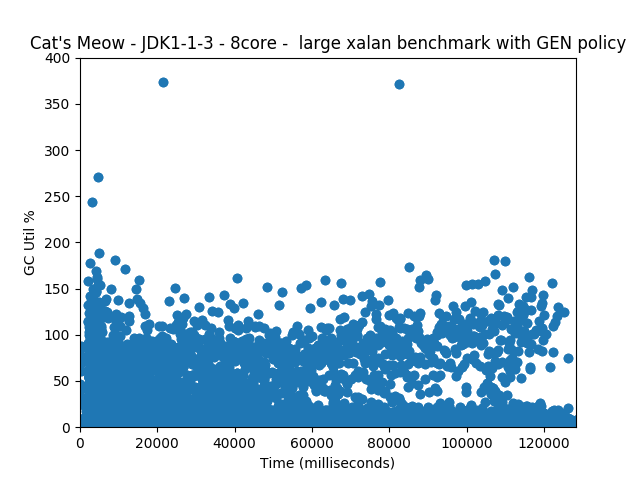 Cat's Meow - JDK1-1-3 - 8core -  large xalan benchmark with GEN policy
400
350
300
250
200
150
100
50
0
GC Util %
0 20000 40000 60000 80000 100000 120000
Time (milliseconds)